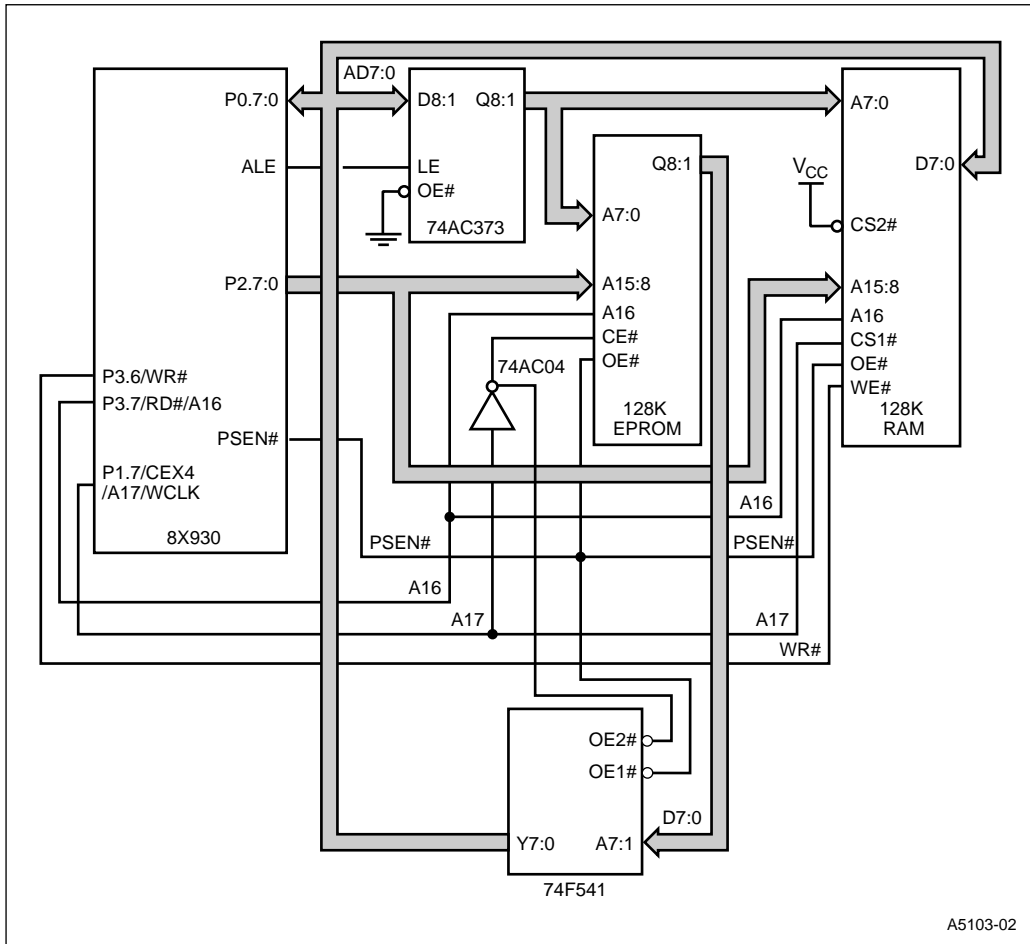 AD7:0
P0.7:0
D8:1
Q8:1
A7:0
ALE
LE
OE#
74AC373
Q8:1
A7:0
VCC
D7:0
CS2#
P2.7:0
A15:8
A16
CE#
OE#
74AC04
128K
EPROM
A15:8
A16
CS1#
OE#
WE#
128K
RAM
P3.6/WR#
P3.7/RD#/A16
PSEN#
P1.7/CEX4
/A17/WCLK
8X930
A16
PSEN#
PSEN#
A16
A17
A17
WR#
OE2#
OE1#
D7:0
Y7:0
A7:1
74F541
A5103-02